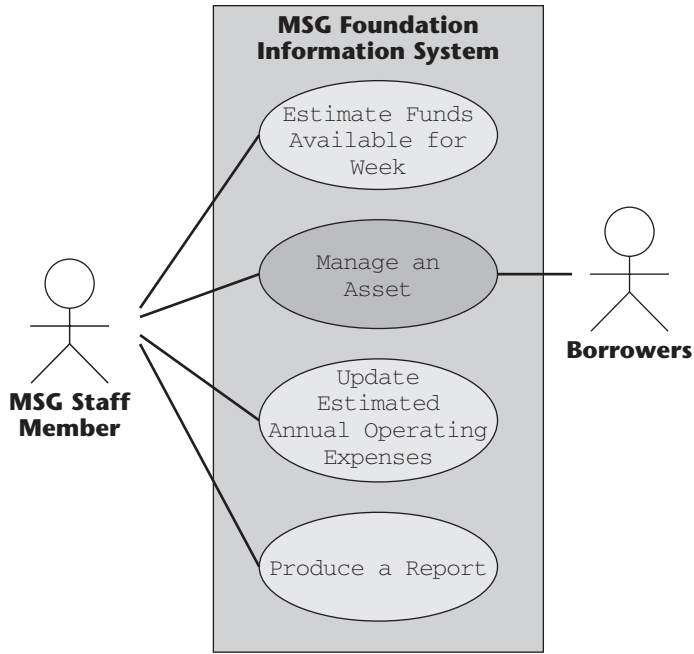 MSG Foundation
Information System
Estimate Funds
Available for
Week
Manage an
Asset
Borrowers
MSG Staff
Member
Update
Estimated
Annual Operating
Expenses
Produce a Report